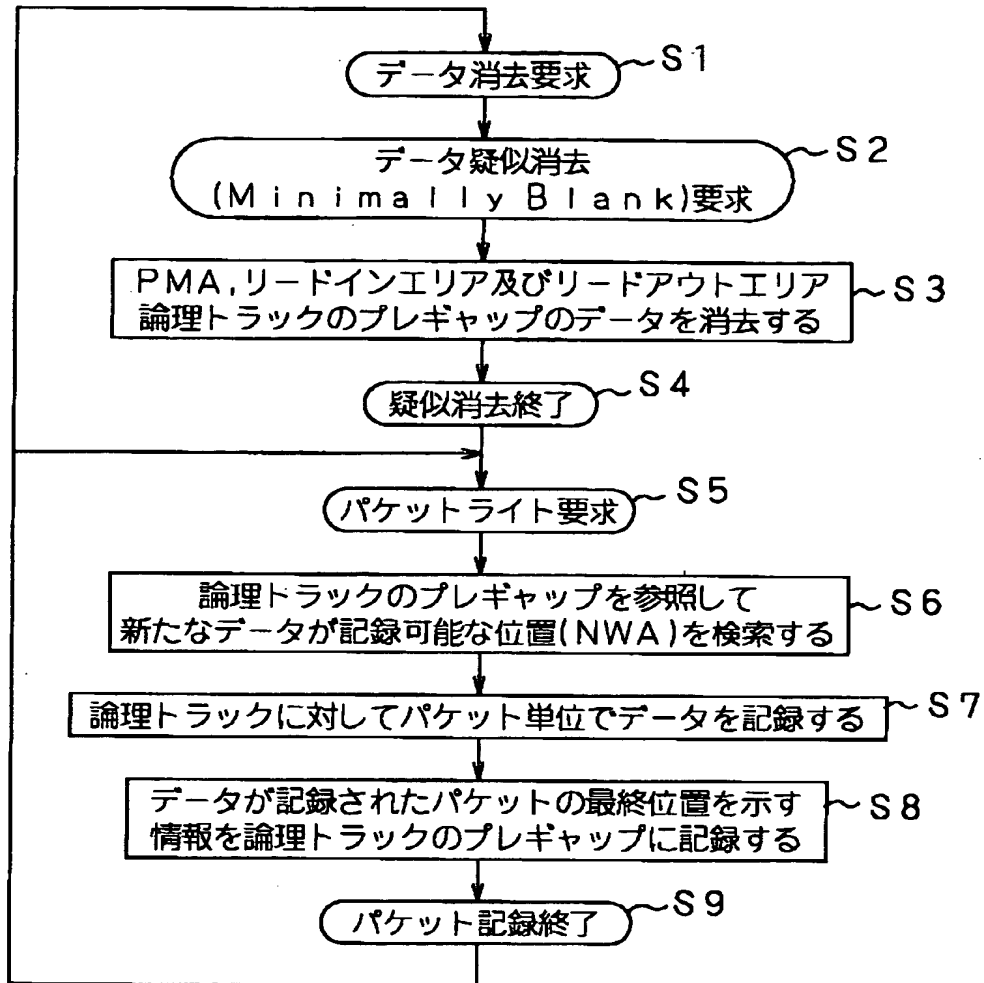 データ消去要求 S1
データ疑似消去 S2
(Minimally Blank)要求
PMA,リードインエリア及びリードアウトエリア S3
論理トラックのプレギャップのデータを消去する
疑似消去終了 S4
パケットライト要求 S5
論理トラックのプレギャップを参照して S6
新たなデータが記録可能な位置(NWA)を検索する
論理トラックに対してパケット単位でデータを記録する S7
データが記録されたパケットの最終位置を示す S8
情報を論理トラックのプレギャップに記録する
パケット記録終了 S9